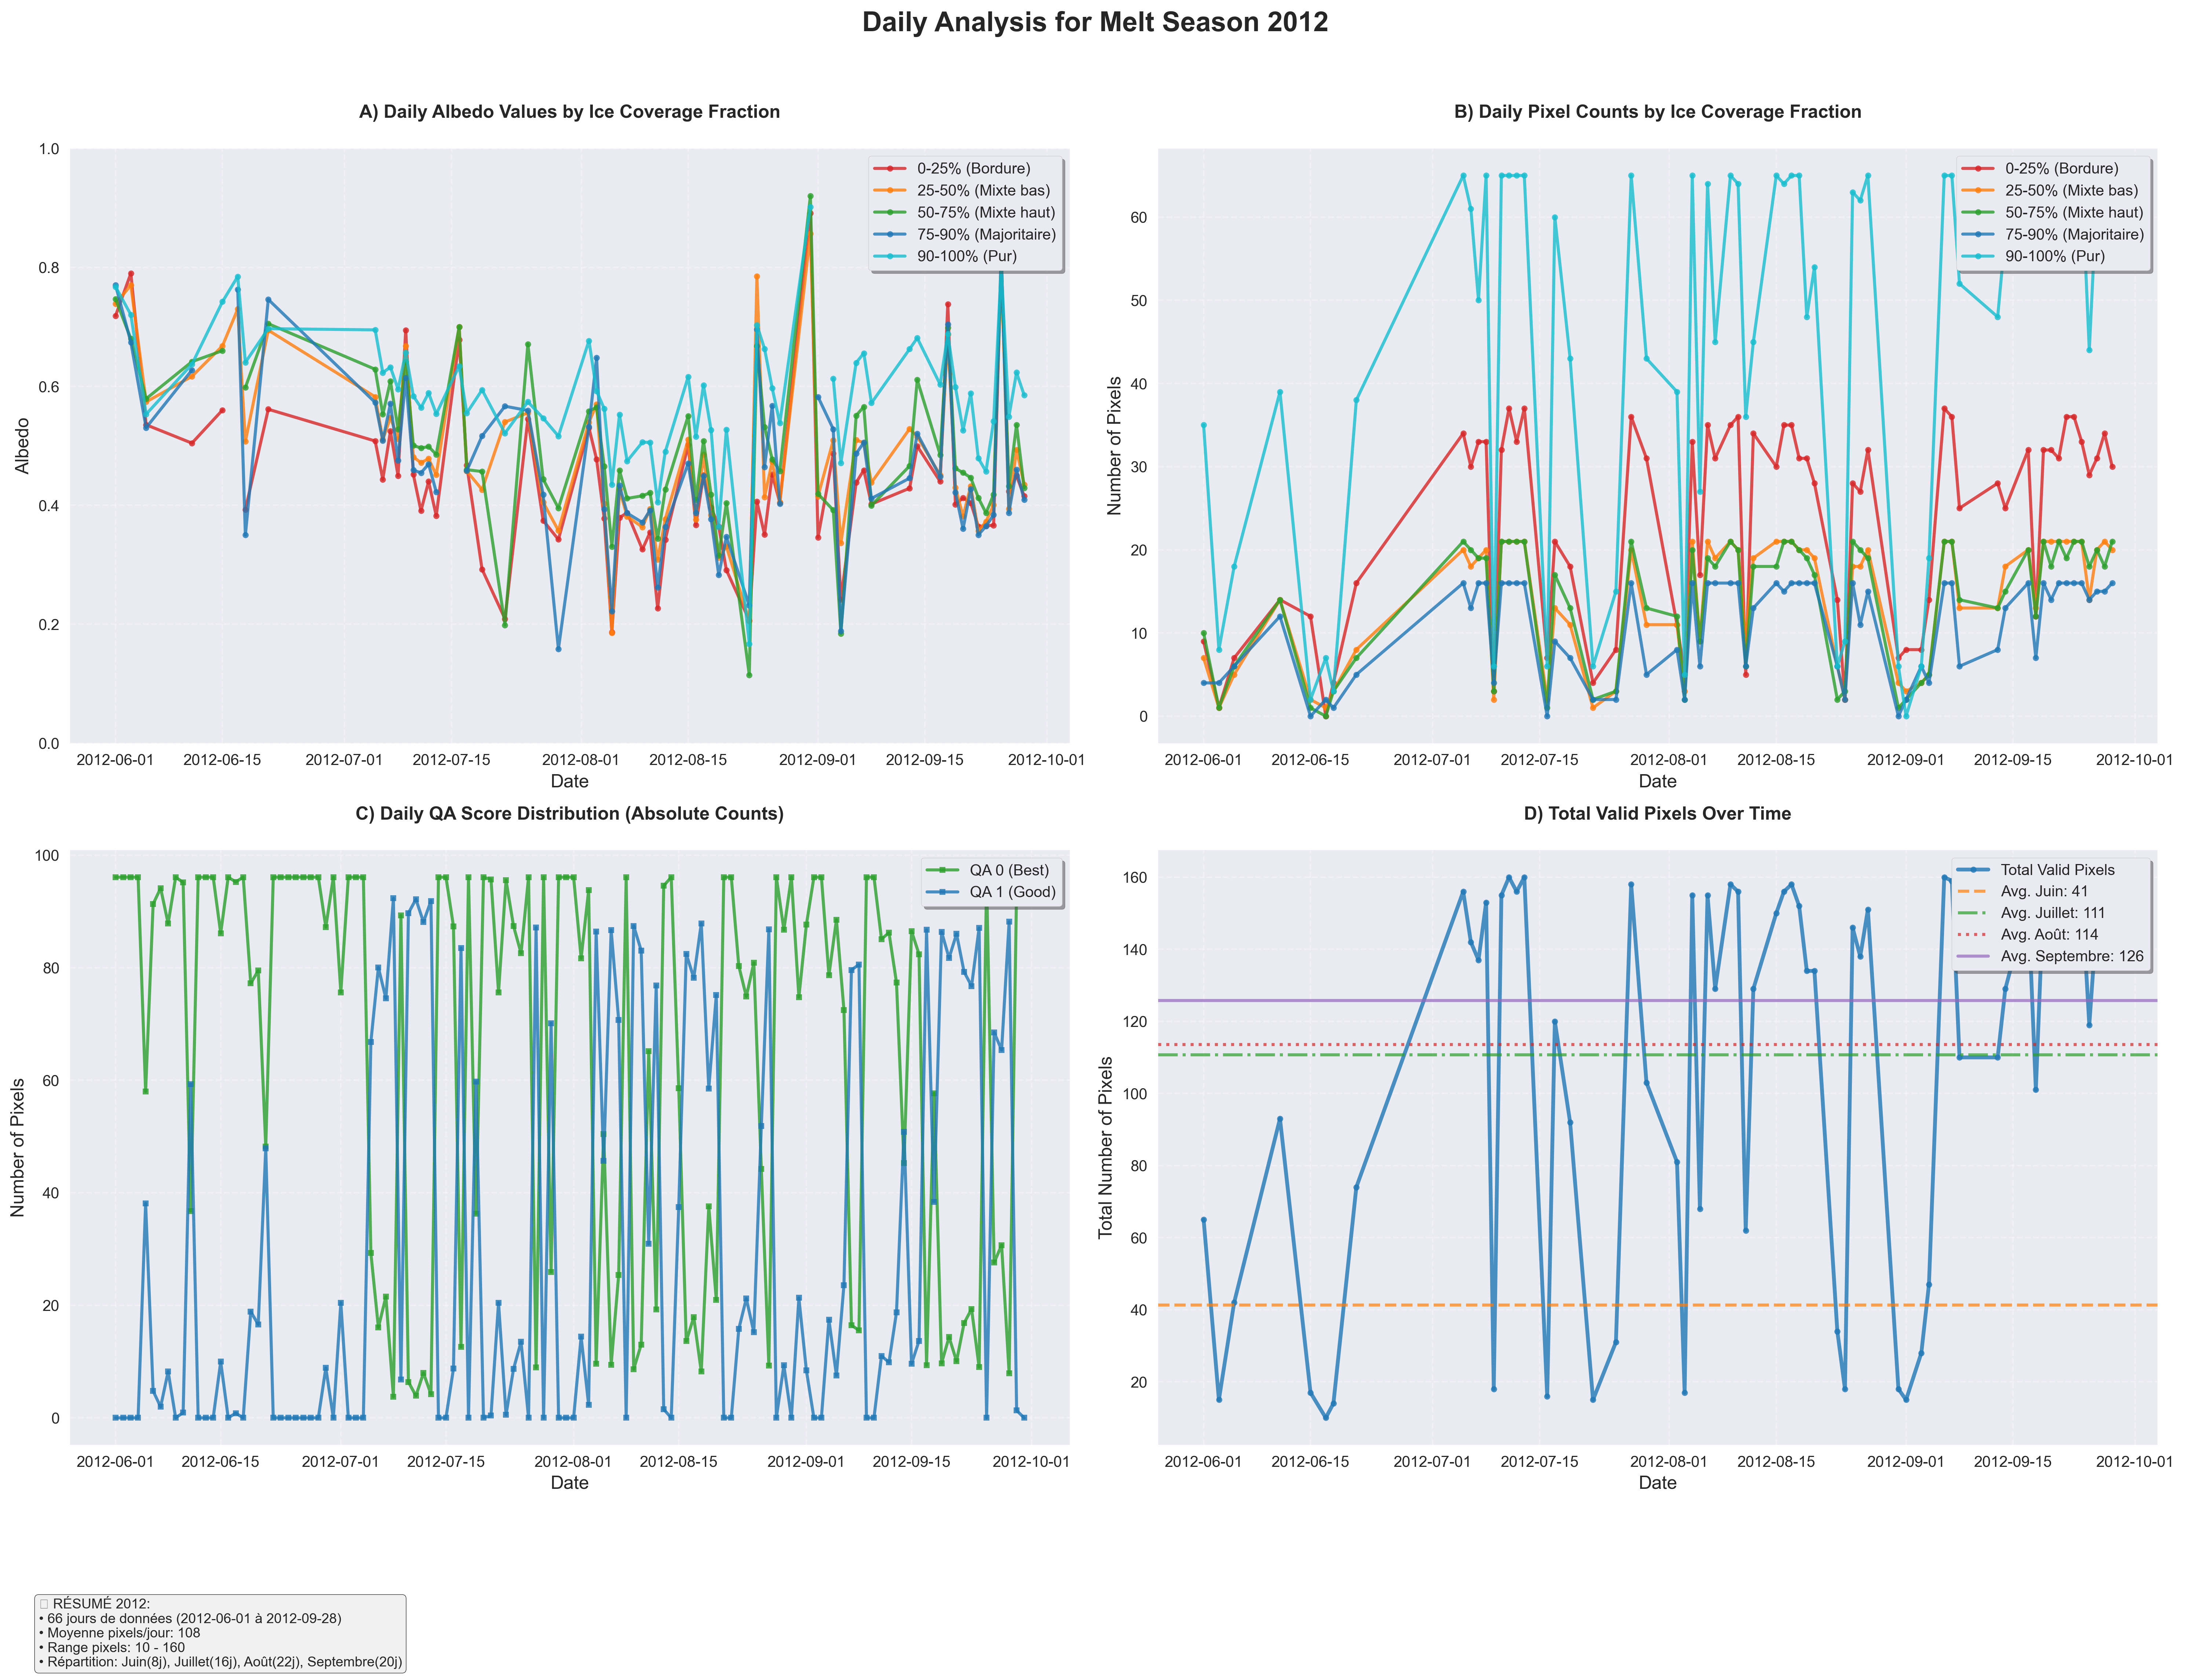 Daily Analysis for Melt Season 2012
A) Daily Albedo Values by Ice Coverage Fraction
1.0
0.8
0.6
0.4
0.2
0.0
Albedo
0-25% (Bordure)
25-50% (Mixte bas)
50-75% (Mixte haut)
75-90% (Majoritaire)
90-100% (Pur)
2012-06-01 2012-06-15 2012-07-01 2012-07-15 2012-08-01 2012-08-15 2012-09-01 2012-09-15 2012-10-01
Date
B) Daily Pixel Counts by Ice Coverage Fraction
60
50
40
30
20
10
0
Number of Pixels
0-25% (Bordure)
25-50% (Mixte bas)
50-75% (Mixte haut)
75-90% (Majoritaire)
90-100% (Pur)
2012-06-01 2012-06-15 2012-07-01 2012-07-15 2012-08-01 2012-08-15 2012-09-01 2012-09-15 2012-10-01
Date
C) Daily QA Score Distribution (Absolute Counts)
100
80
60
40
20
0
Number of Pixels
QA 0 (Best)
QA 1 (Good)
2012-06-01 2012-06-15 2012-07-01 2012-07-15 2012-08-01 2012-08-15 2012-09-01 2012-09-15 2012-10-01
Date
D) Total Valid Pixels Over Time
160
140
120
100
80
60
40
20
Total Number of Pixels
Total Valid Pixels
Avg. Juin: 41
Avg. Juillet: 111
Avg. Août: 114
Avg. Septembre: 126
2012-06-01 2012-06-15 2012-07-01 2012-07-15 2012-08-01 2012-08-15 2012-09-01 2012-09-15 2012-10-01
Date
RÉSUMÉ 2012:
• 66 jours de données (2012-06-01 à 2012-09-28)
• Moyenne pixels/jour: 108
• Range pixels: 10 - 160
• Répartition: Juin(8j), Juillet(16j), Août(22j), Septembre(20j)